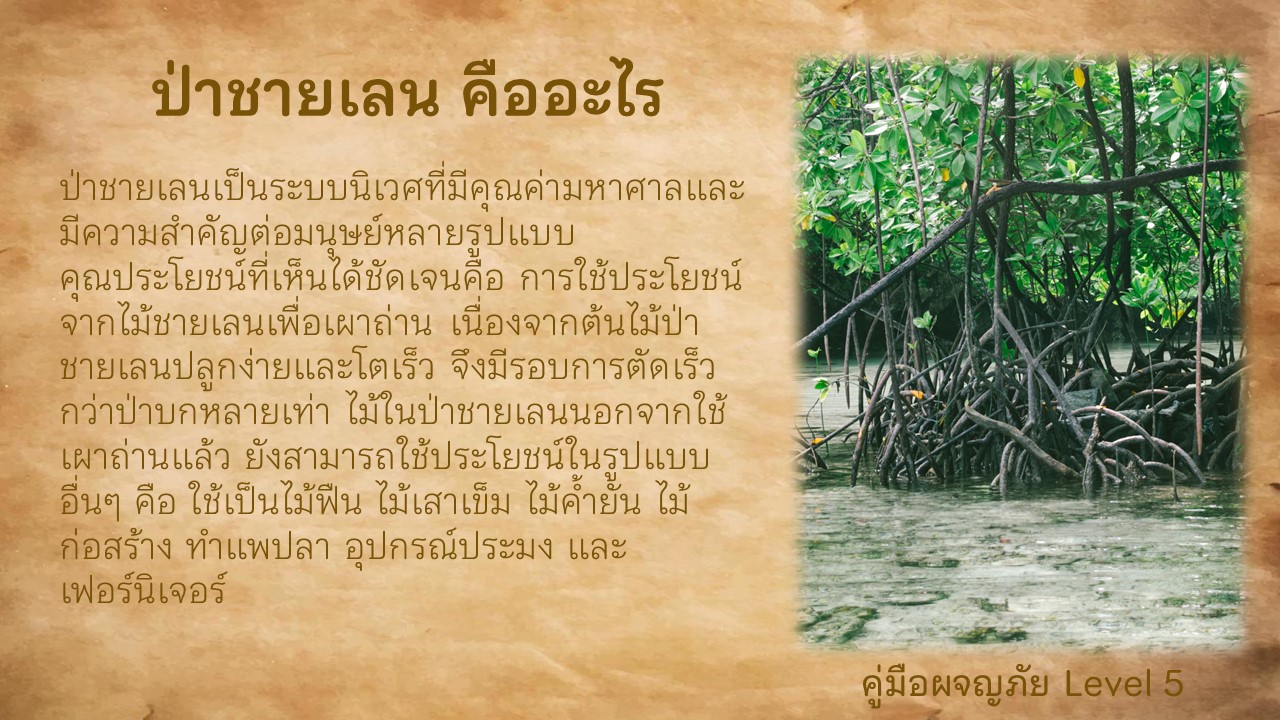 ป่าชายเลน คืออะไร
ป่าชายเลนเป็นระบบนิเวศที่มีคุณค่ามหาศาลและ
มีความสำคัญต่อมนุษย์หลายรูปแบบ
คุณประโยชน์ที่เห็นได้ชัดเจนคือ การใช้ประโยชน์
จากไม้ชายเลนเพื่อเผาถ่าน เนื่องจากต้นไม้ป่า
ชายเลนปลูกง่ายและโตเร็ว จึงมีรอบการตัดเร็ว
กว่าป่าบกหลายเท่า ไม้ในป่าชายเลนนอกจากใช้
เผาถ่านแล้ว ยังสามารถใช้ประโยชน์ในรูปแบบ
อื่นๆ คือ ใช้เป็นไม้ฟืน ไม้เสาเข็ม ไม้ค้ำยัน ไม้
ก่อสร้าง ทำแพปลา อุปกรณ์ประมง และ
เฟอร์นิเจอร์
คู่มือผจญภัย Level 5